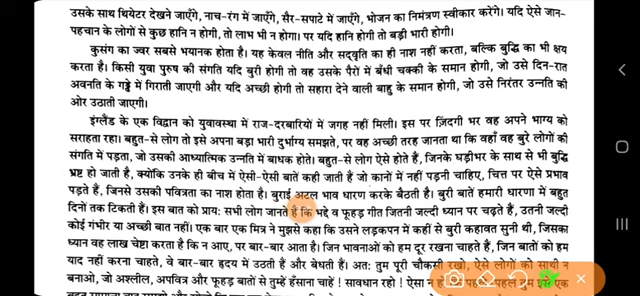 उसके साथ थियेटर देखने जाएँगे, नाच-रंग में जाएँगे, सैर-सपाटे में जाएँगे, भोजन का निमंत्रण स्वीकार करेंगे। यदि ऐसे जान-
पहचान के लोगों से कुछ हानि न होगी, तो लाभ भी न होगा। पर यदि हानि होगी तो बड़ी भारी होगी।
कुसंग का ज्वर सबसे भयानक होता है। यह केवल नीति और सद्वृति का ही नाश नहीं करता, बल्कि बुद्धि का भी क्षय
करता है। किसी युवा पुरुष की संगति यदि बुरी होगी तो वह उसके पैरों में बँधी चक्की के समान होगी, जो उसे दिन-रात
अवनति के गड्ढे में गिराती जाएगी और यदि अच्छी होगी तो सहारा देने वाली बाहु के समान होगी, जो उसे निरंतर उन्नति की
ओर उठाती जाएगी।
इंग्लैंड के एक विद्वान को युवावस्था में राज-दरबारियों में जगह नहीं मिली। इस पर ज़िंदगी भर वह अपने भाग्य को
सराहता रहा। बहुत-से लोग तो इसे अपना बड़ा भारी दुर्भाग्य समझते, पर वह अच्छी तरह जानता था कि वहाँ वह बुरे लोगों की
संगति में पड़ता, जो उसकी आध्यात्मिक उन्नति में बाधक होते। बहुत-से लोग ऐसे होते हैं, जिनके घड़ीभर के साथ से भी बुद्धि
भ्रष्ट हो जाती है, क्योंकि उनके ही बीच में ऐसी-ऐसी बातें कही जाती हैं जो कानों में नहीं पड़नी चाहिए, चित्त पर ऐसे प्रभाव
पड़ते हैं, जिनसे उसकी पवित्रता का नाश होता है। बुराई अटल भाव धारण करके बैठती है। बुरी बातें हमारी धारणा में बहुत
दिनों तक टिकती हैं। इस बात को प्रायः सभी लोग जानते हैं कि भद्दे व फूहड़ गीत जितनी जल्दी ध्यान पर चढ़ते हैं, उतनी जल्दी
कोई गंभीर या अच्छी बात नहीं। एक बार एक मित्र ने मुझसे कहा कि उसने लड़कपन में कहीं से बुरी कहावत सुनी थी, जिसका
ध्यान वह लाख चेष्टा करता है कि न आए, पर बार-बार आता है। जिन भावनाओं को हम दूर रखना चाहते हैं, जिन बातों को हम
याद नहीं करना चाहते, वे बार-बार हृदय में उठती हैं और बेधती हैं। अतः तुम पूरी चौकसी रखो, ऐसे लोगों को साथी न
बनाओ, जो अश्लील, अपवित्र और फूहड़ बातों से तुम्हें हँसाना चाहें! सावधान रहो! ऐसा न हो पहले पहल तुम इसे एक